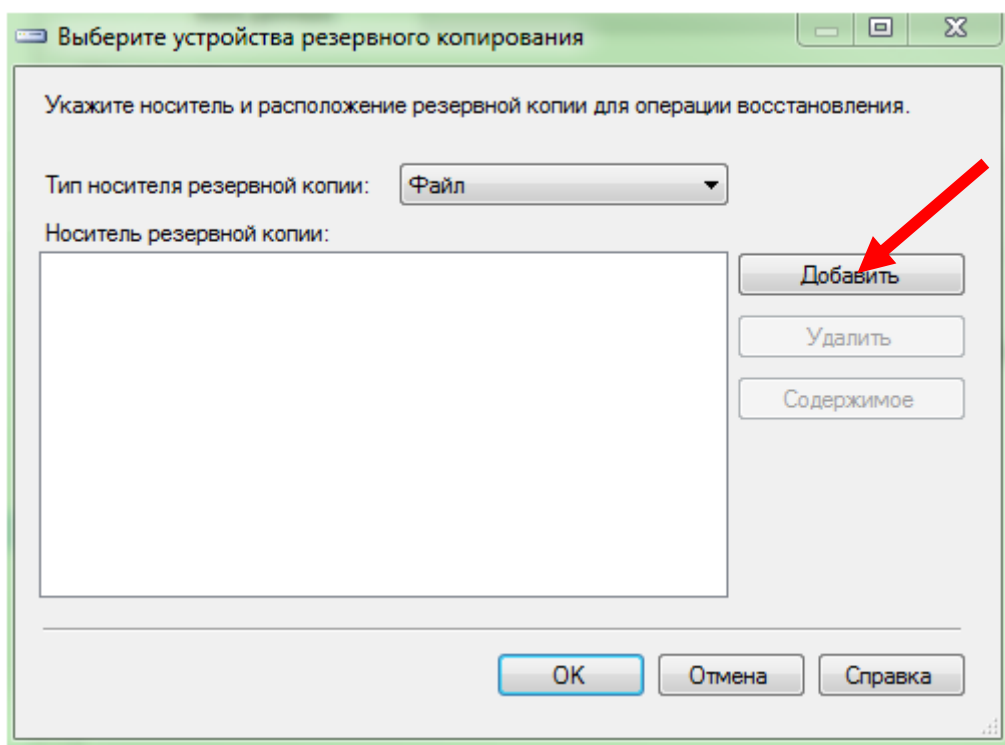 Выберите устройства резервного копирования
Укажите носитель и расположение резервной копии для операции восстановления.
Тип носителя резервной копии: Файл
Носитель резервной копии:
Добавить
Удалить
Содержимое
OK Отмена Справка